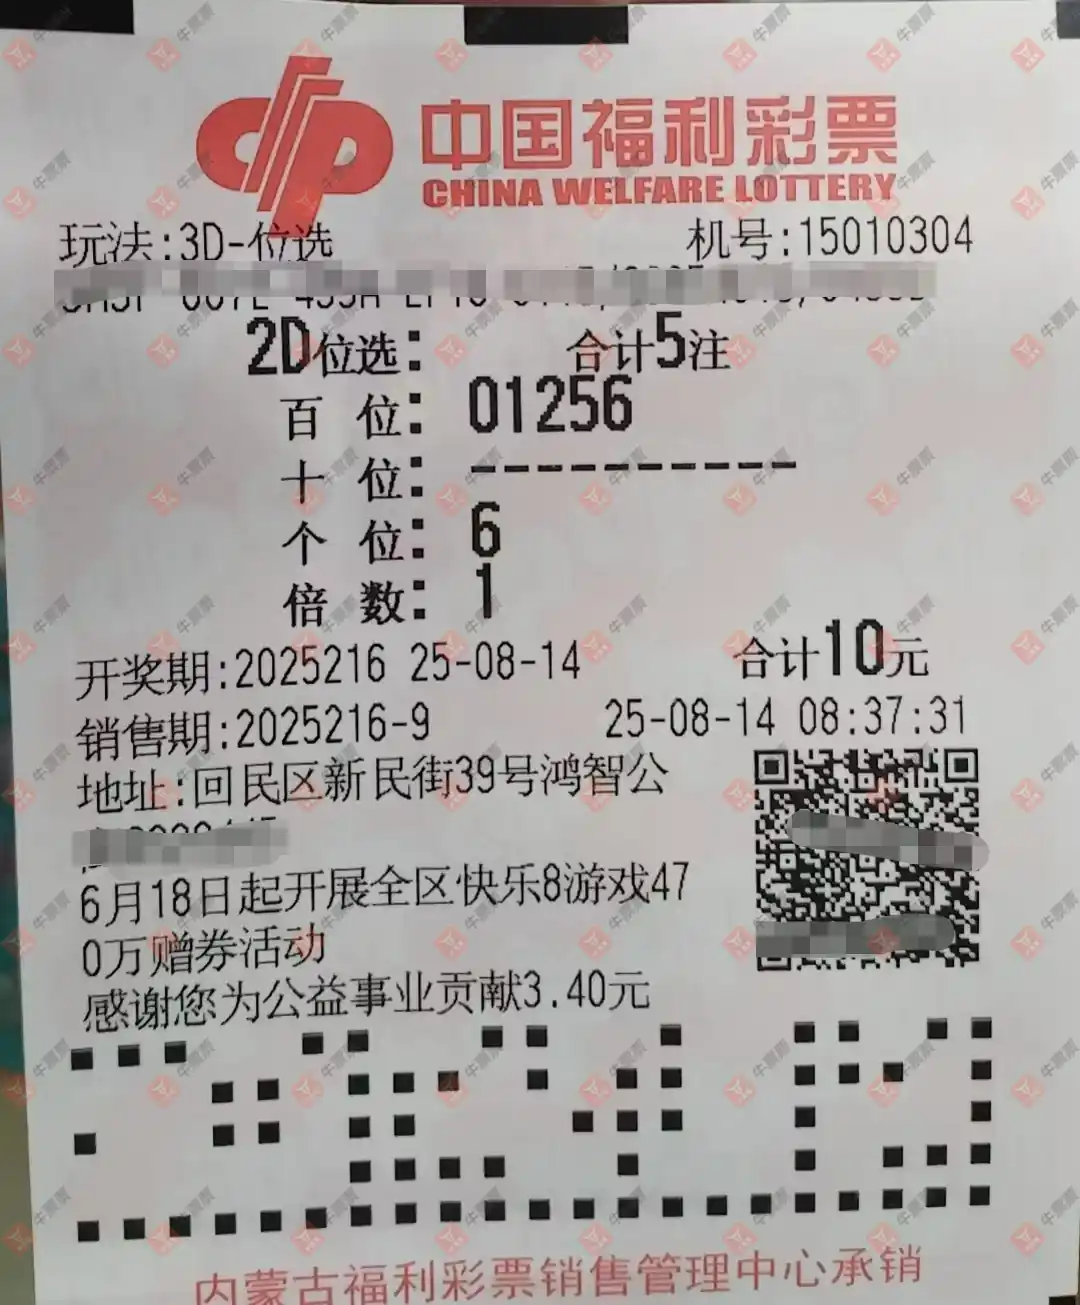 中国福利彩票
CHINA WELFARE LOTTERY
玩法:3D-位选 机号:15010304
2D位选: 合计5注
百 位: 01256
十 位: ----------
个 位: 6
倍 数: 1
开奖期:2025216 25-08-14 合计10元
销售期:2025216-9 25-08-14 08:37:31
地址:回民区新民街39号鸿智公
6月18日起开展全区快乐8游戏47
0万赠券活动
感谢您为公益事业贡献3.40元
内蒙古福利彩票销售管理中心承销
牛票票